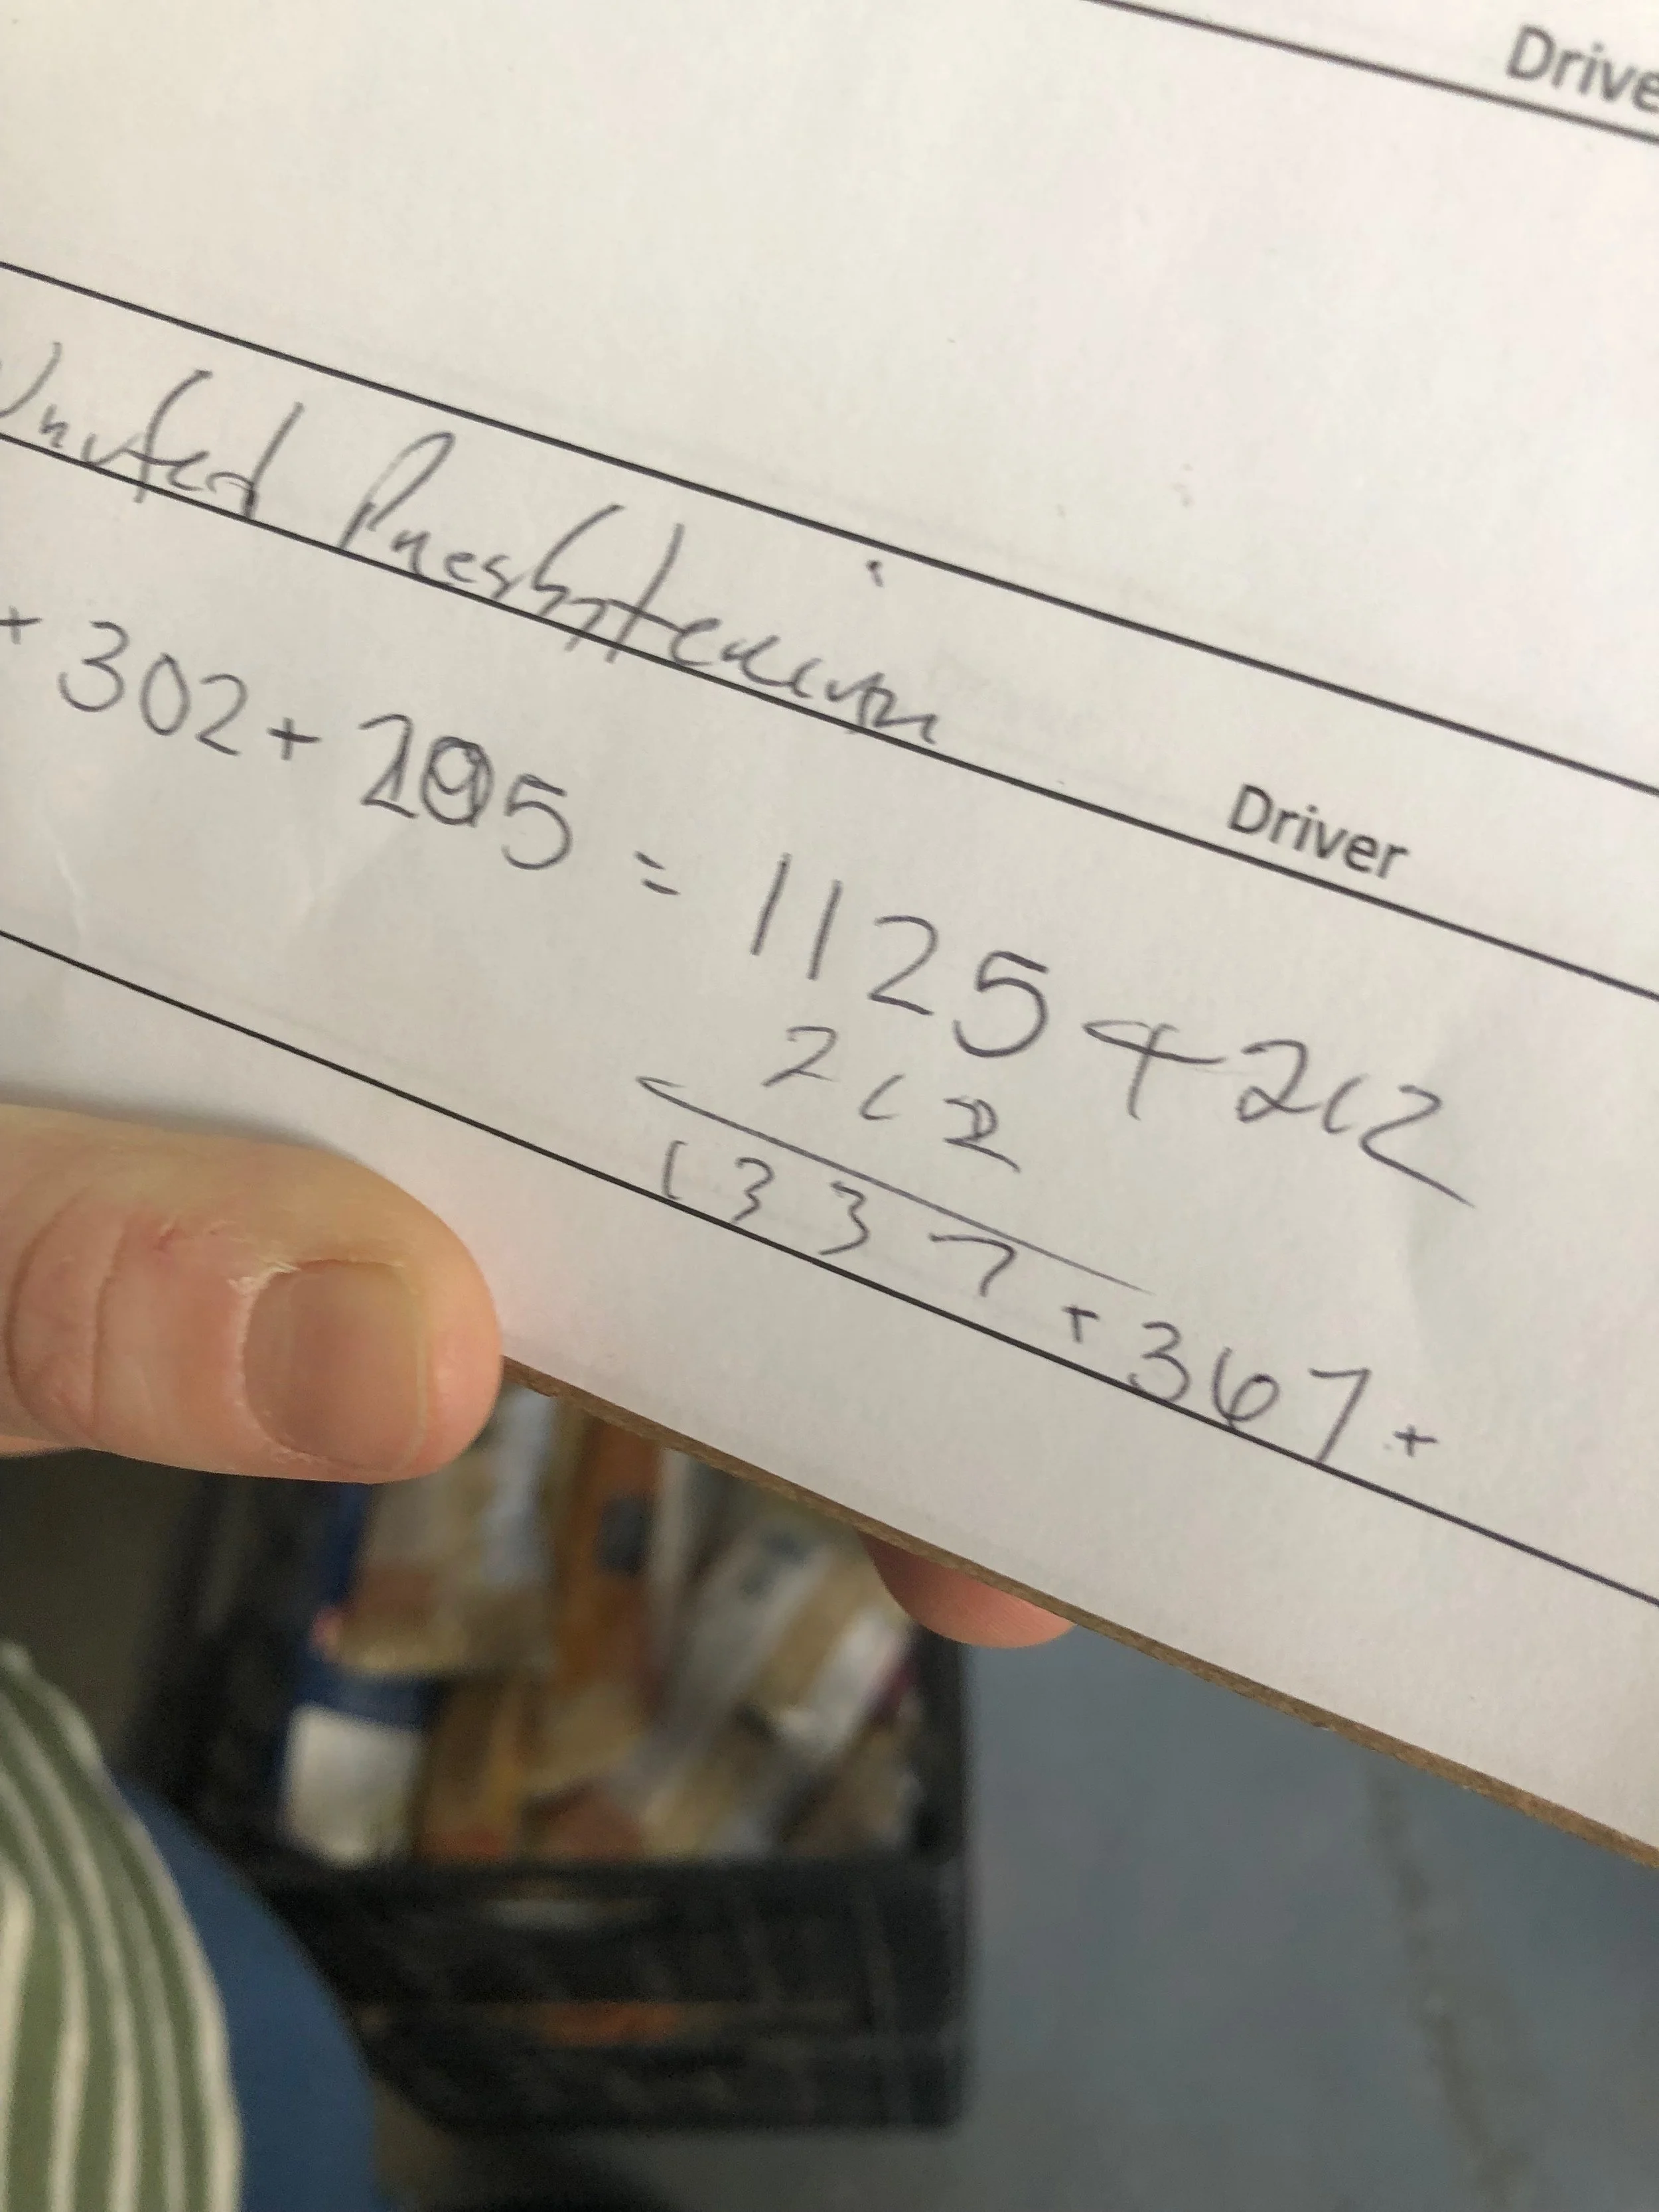 Drive
United Presbyterian
Driver
+ 302 + 295 = 1125 + 212
212
1337 + 367 +